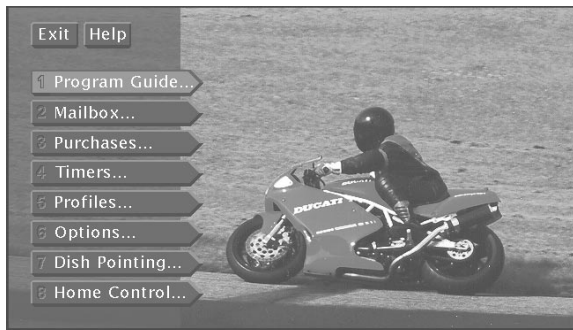 Exit Help
1 Program Guide...
2 Mailbox...
3 Purchases...
4 Timers...
5 Profiles...
6 Options...
7 Dish Pointing...
8 Home Control...
DUCATI
DUCATI